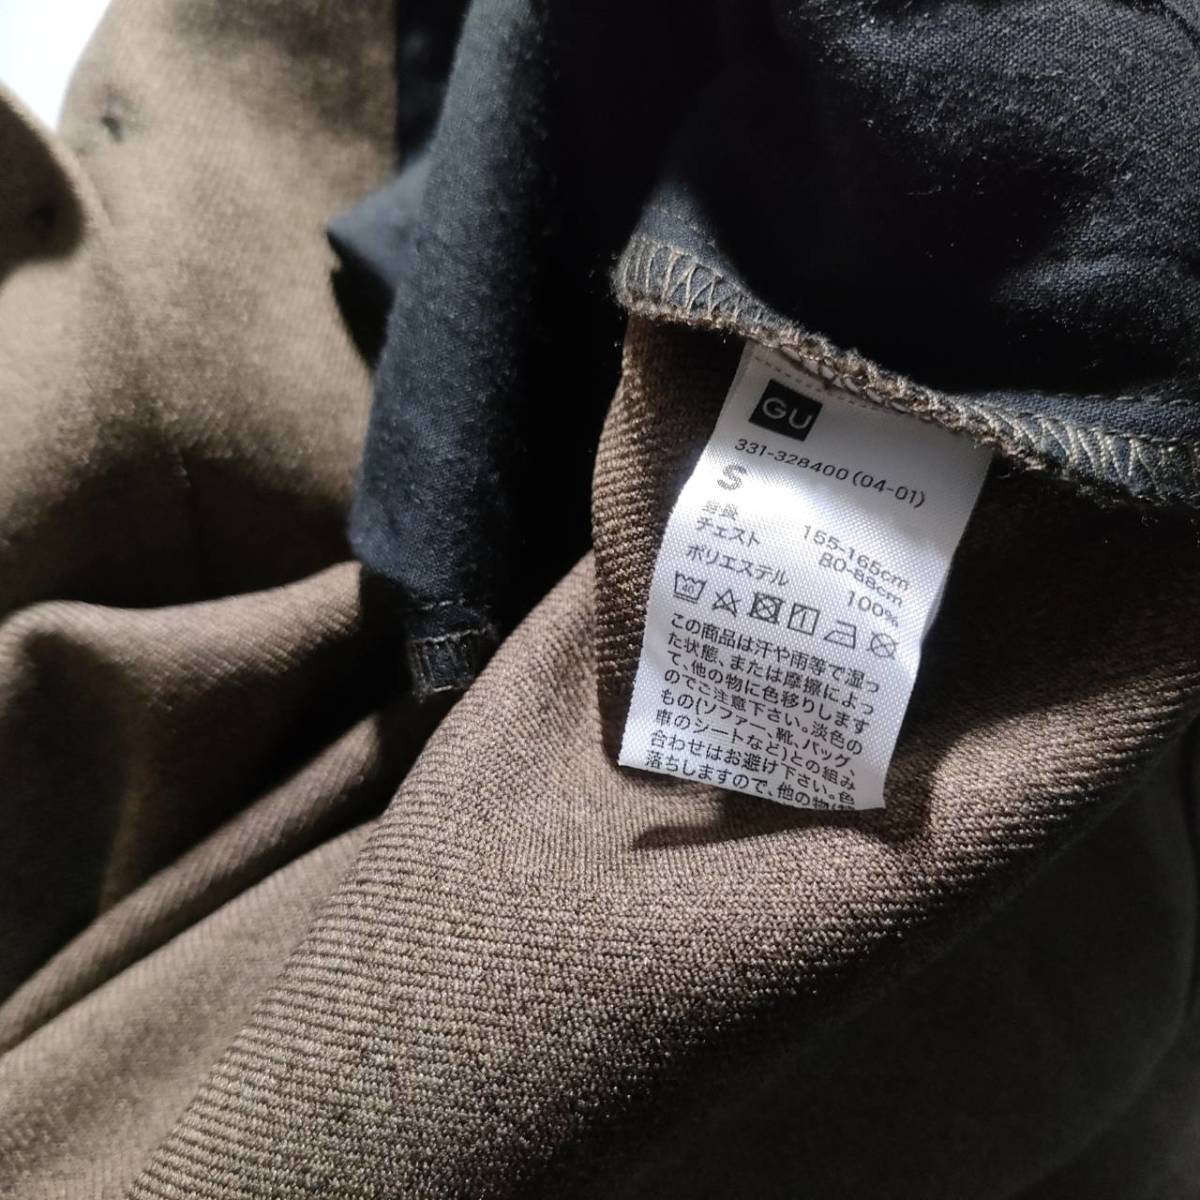 GU
331-328400 (04-01)
S
身長 155-165cm
チェスト 80-88cm
ポリエステル 100%
40
この商品は汗や雨等で湿っ
た状態、または摩擦によっ
て、他の物に色移りします
のでご注意下さい。淡色の
もの(ソファー、靴、バッグ、
車のシートなど)との組み
合わせはお避け下さい。色
落ちしますので、他の物と